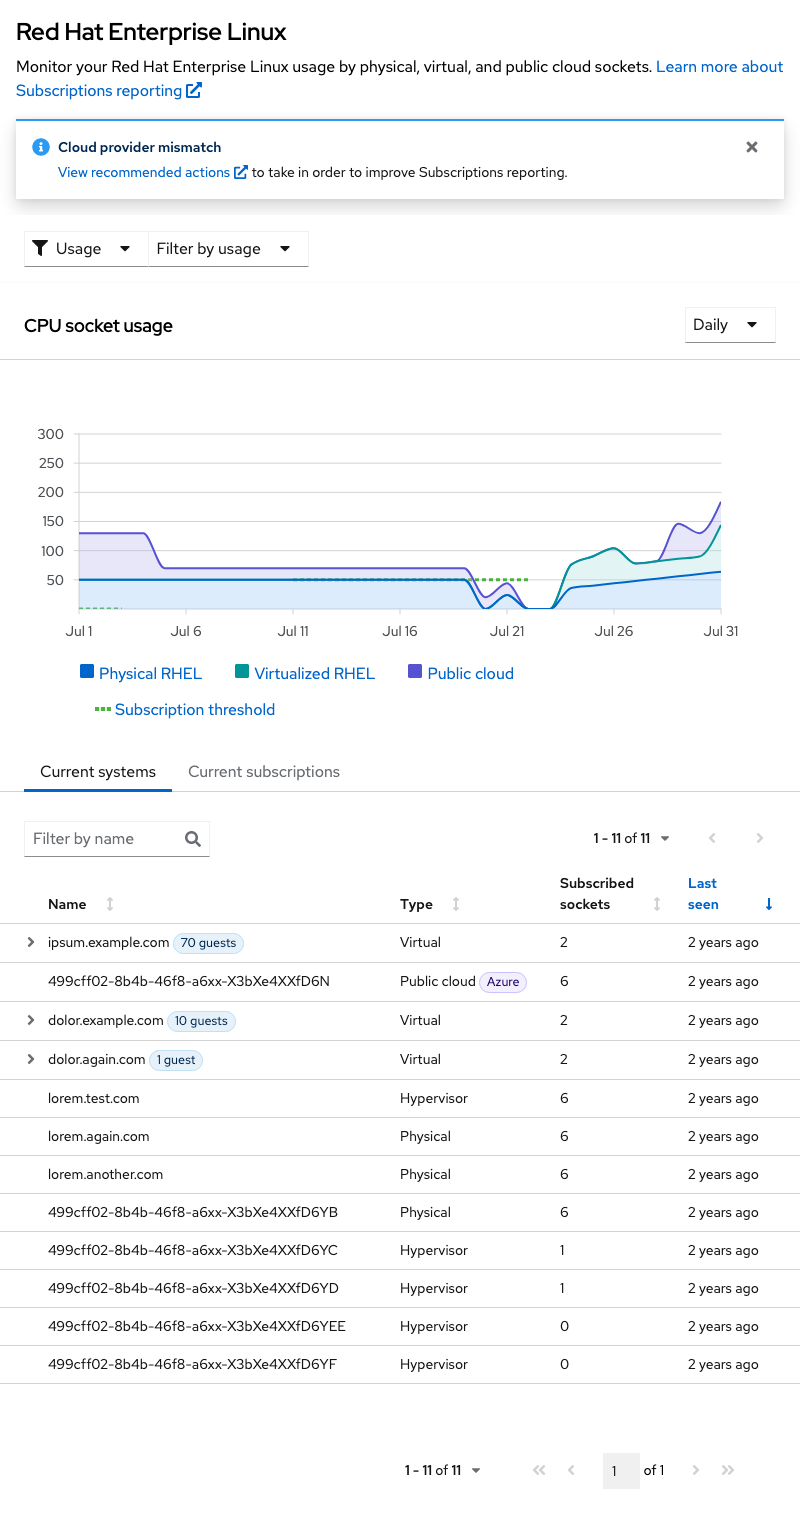 Red Hat Enterprise Linux
Monitor your Red Hat Enterprise Linux usage by physical, virtual, and public cloud sockets. Learn more about
Subscriptions reporting
Cloud provider mismatch
View recommended actions to take in order to improve Subscriptions reporting.
Usage Filter by usage
CPU socket usage Daily
300
250
200
150
100
50
Jul 1 Jul 6 Jul 11 Jul 16 Jul 21 Jul 26 Jul 31
Physical RHEL Virtualized RHEL Public cloud
Subscription threshold
Current systems Current subscriptions
Filter by name 1 - 11 of 11
Subscribed Last
Name Type sockets seen
ipsum.example.com 70 guests Virtual 2 2 years ago
499cff02-8b4b-46f8-a6xx-X3bXe4XXfD6N Public cloud Azure 6 2 years ago
dolor.example.com 10 guests Virtual 2 2 years ago
dolor.again.com 1 guest Virtual 2 2 years ago
lorem.test.com Hypervisor 6 2 years ago
lorem.again.com Physical 6 2 years ago
lorem.another.com Physical 6 2 years ago
499cff02-8b4b-46f8-a6xx-X3bXe4XXfD6YB Physical 6 2 years ago
499cff02-8b4b-46f8-a6xx-X3bXe4XXfD6YC Hypervisor 1 2 years ago
499cff02-8b4b-46f8-a6xx-X3bXe4XXfD6YD Hypervisor 1 2 years ago
499cff02-8b4b-46f8-a6xx-X3bXe4XXfD6YEE Hypervisor 0 2 years ago
499cff02-8b4b-46f8-a6xx-X3bXe4XXfD6YF Hypervisor 0 2 years ago
1 - 11 of 11 1 of 1